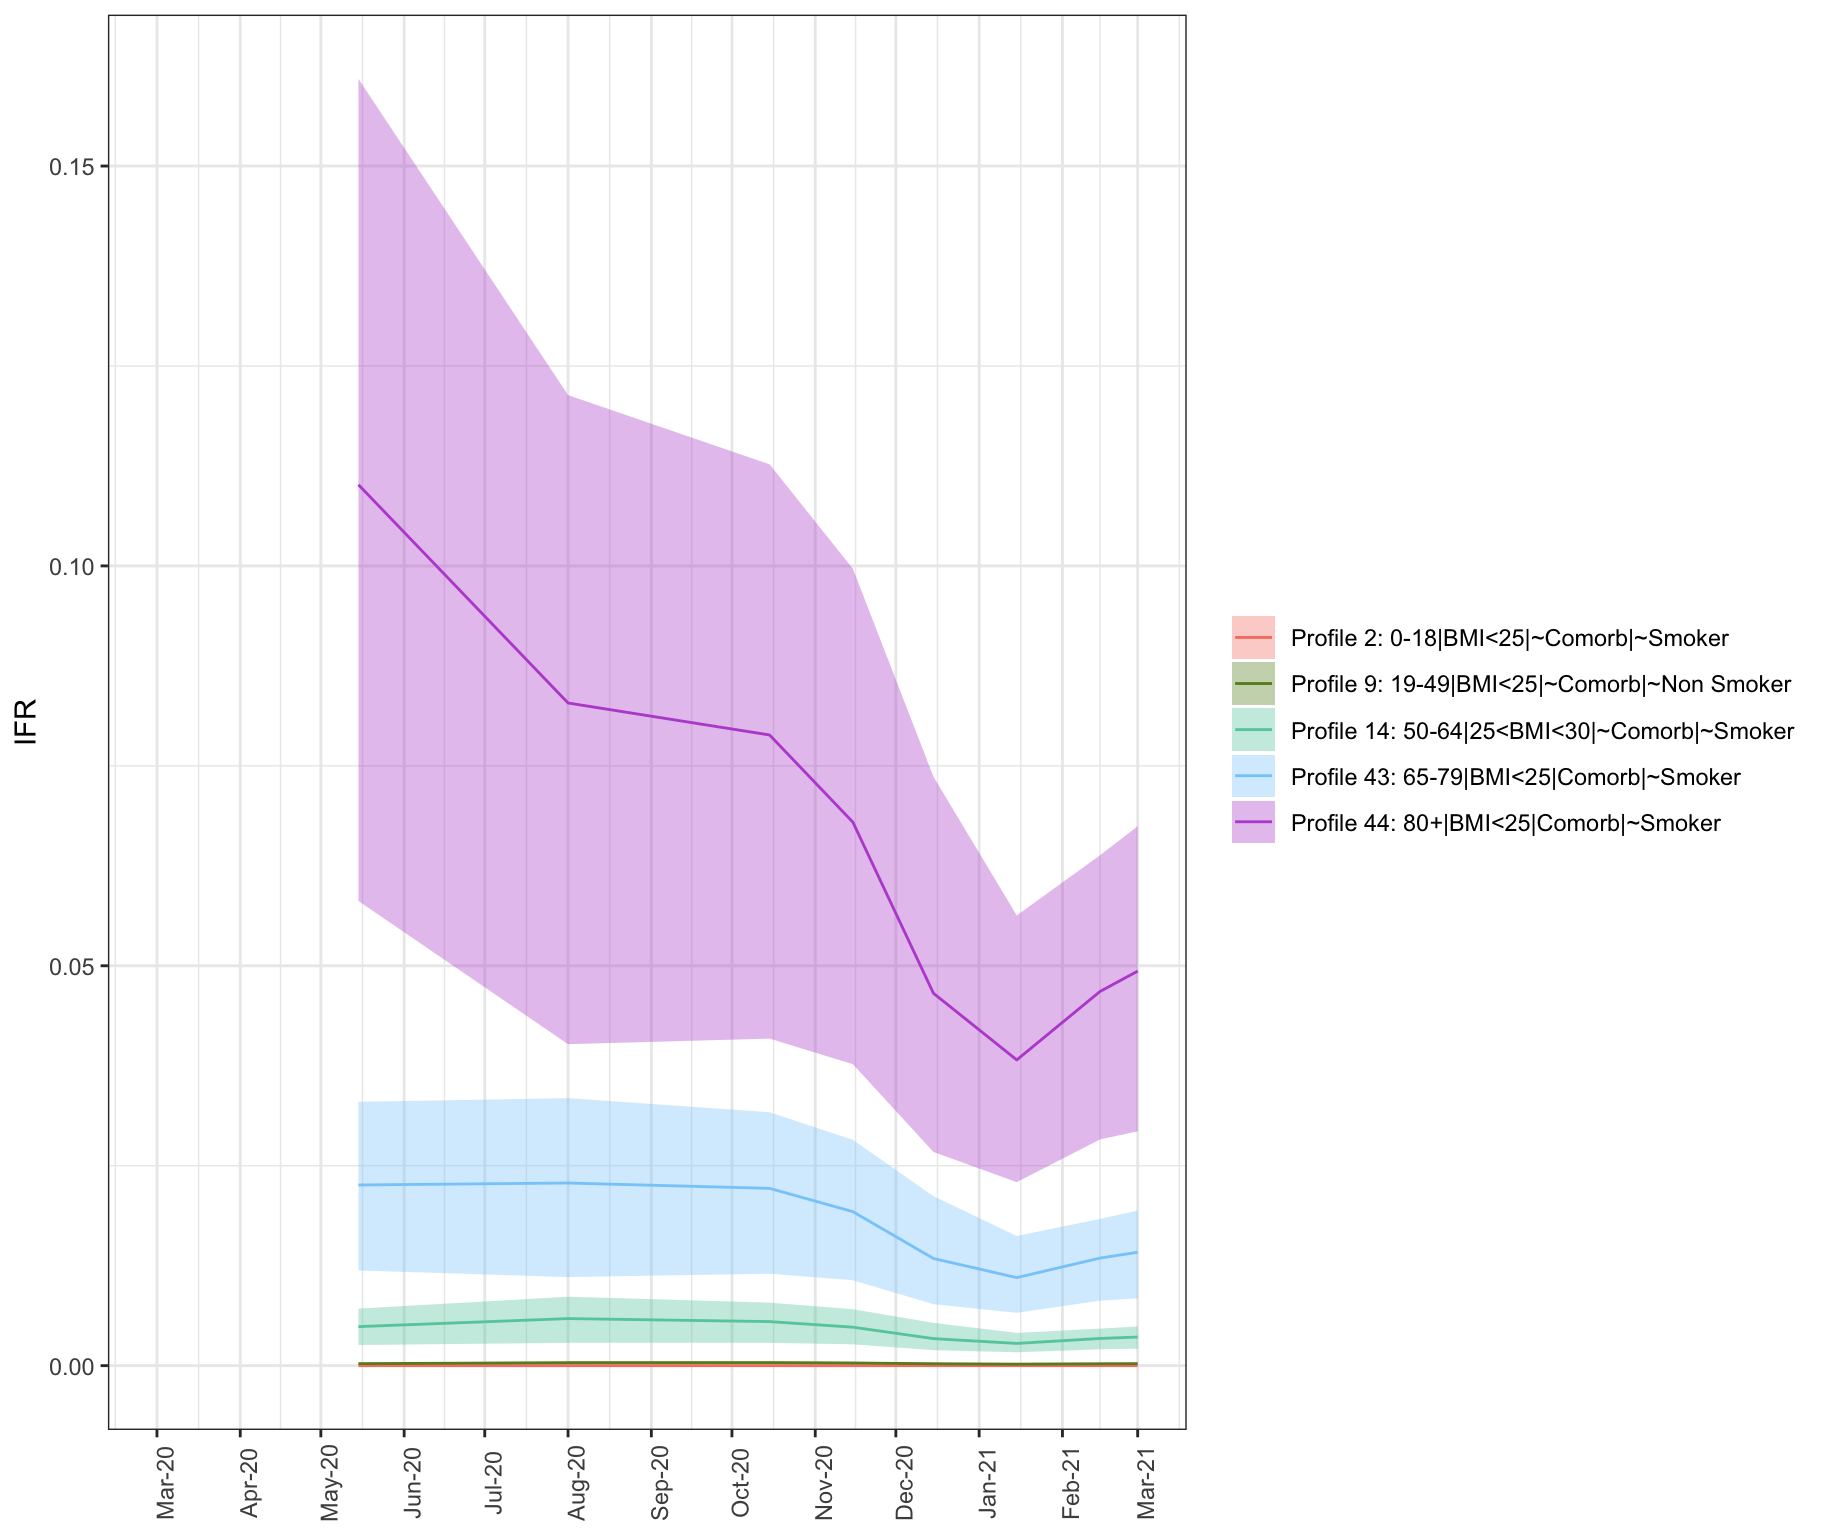 IFR
0.15
0.10
0.05
0.00
Mar-20
Apr-20
May-20
Jun-20
Jul-20
Aug-20
Sep-20
Oct-20
Nov-20
Dec-20
Jan-21
Feb-21
Mar-21
Profile 2: 0-18|BMI<25|~Comorb|~Smoker
Profile 9: 19-49|BMI<25|~Comorb|~Non Smoker
Profile 14: 50-64|25<BMI<30|~Comorb|~Smoker
Profile 43: 65-79|BMI<25|Comorb|~Smoker
Profile 44: 80+|BMI<25|Comorb|~Smoker